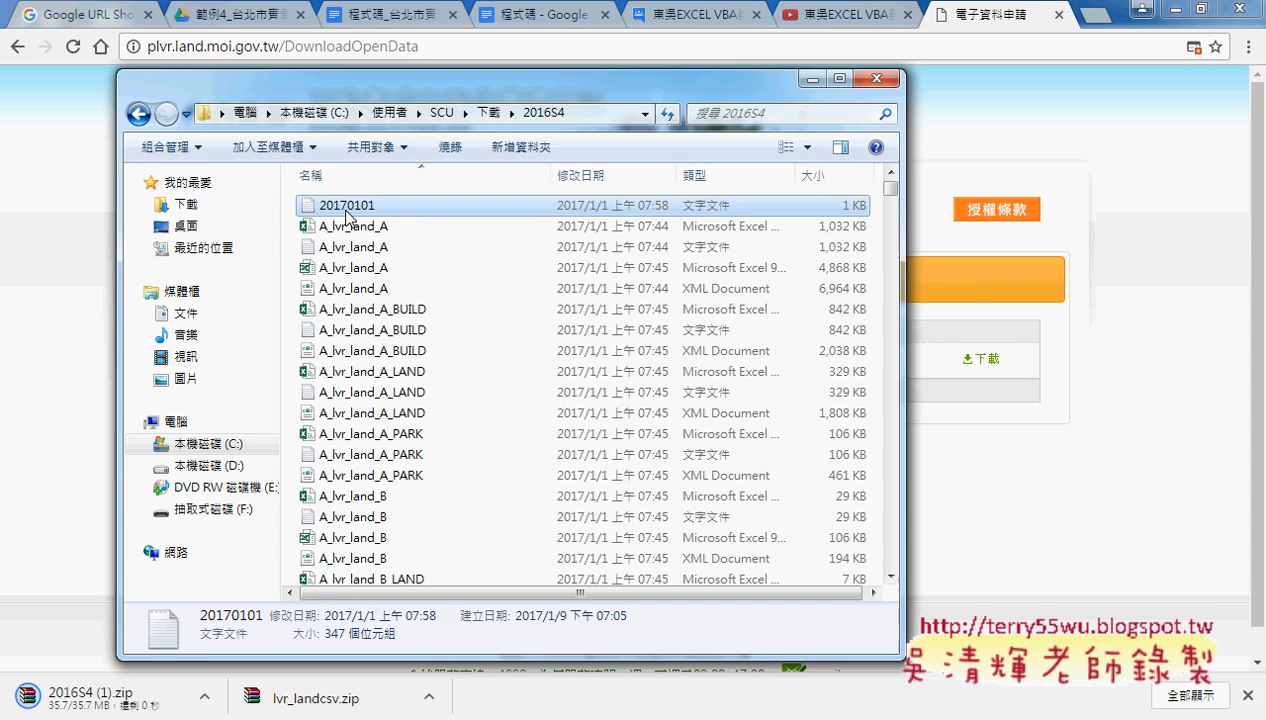 Google URL Sho
範例4_台北市實價
程式碼_台北市實
程式碼 - Google
東吳EXCEL VBA
東吳EXCEL VBA
電子資料申請
plvr.land.moi.gov.tw/DownloadOpenData
電腦 本機磁碟 (C:) 使用者 SCU 下載 2016S4
搜尋 2016S4
組合管理 加入至媒體櫃 共用對象 燒錄 新增資料夾
我的最愛
下載
桌面
最近的位置
媒體櫃
文件
音樂
視訊
圖片
電腦
本機磁碟 (C:)
本機磁碟 (D:)
DVD RW 磁碟機 (E:
抽取式磁碟 (F:)
網路
名稱 修改日期 類型 大小
20170101 2017/1/1 上午 07:58 文字文件 1 KB
A_lvr_land_A 2017/1/1 上午 07:44 Microsoft Excel ... 1,032 KB
A_lvr_land_A 2017/1/1 上午 07:44 文字文件 1,032 KB
A_lvr_land_A 2017/1/1 上午 07:45 Microsoft Excel 9... 4,868 KB
A_lvr_land_A 2017/1/1 上午 07:44 XML Document 6,964 KB
A_lvr_land_A_BUILD 2017/1/1 上午 07:45 Microsoft Excel ... 842 KB
A_lvr_land_A_BUILD 2017/1/1 上午 07:45 文字文件 842 KB
A_lvr_land_A_BUILD 2017/1/1 上午 07:45 XML Document 2,038 KB
A_lvr_land_A_LAND 2017/1/1 上午 07:45 Microsoft Excel ... 329 KB
A_lvr_land_A_LAND 2017/1/1 上午 07:45 文字文件 329 KB
A_lvr_land_A_LAND 2017/1/1 上午 07:45 XML Document 1,808 KB
A_lvr_land_A_PARK 2017/1/1 上午 07:45 Microsoft Excel ... 106 KB
A_lvr_land_A_PARK 2017/1/1 上午 07:45 文字文件 106 KB
A_lvr_land_A_PARK 2017/1/1 上午 07:45 XML Document 461 KB
A_lvr_land_B 2017/1/1 上午 07:45 Microsoft Excel ... 29 KB
A_lvr_land_B 2017/1/1 上午 07:45 文字文件 29 KB
A_lvr_land_B 2017/1/1 上午 07:45 Microsoft Excel 9... 106 KB
A_lvr_land_B 2017/1/1 上午 07:45 XML Document 194 KB
A_lvr_land_B_LAND 2017/1/1 上午 07:45 Microsoft Excel ... 7 KB
20170101 修改日期: 2017/1/1 上午 07:58 建立日期: 2017/1/9 下午 07:05
文字文件 大小: 347 個位元組
授權條款
下載
http://terry55wu.blogspot.tw
吳清輝老師錄製
2016S4 (1).zip
35.7/35.7 MB，還剩 0 秒
lvr_landcsv.zip
全部顯示